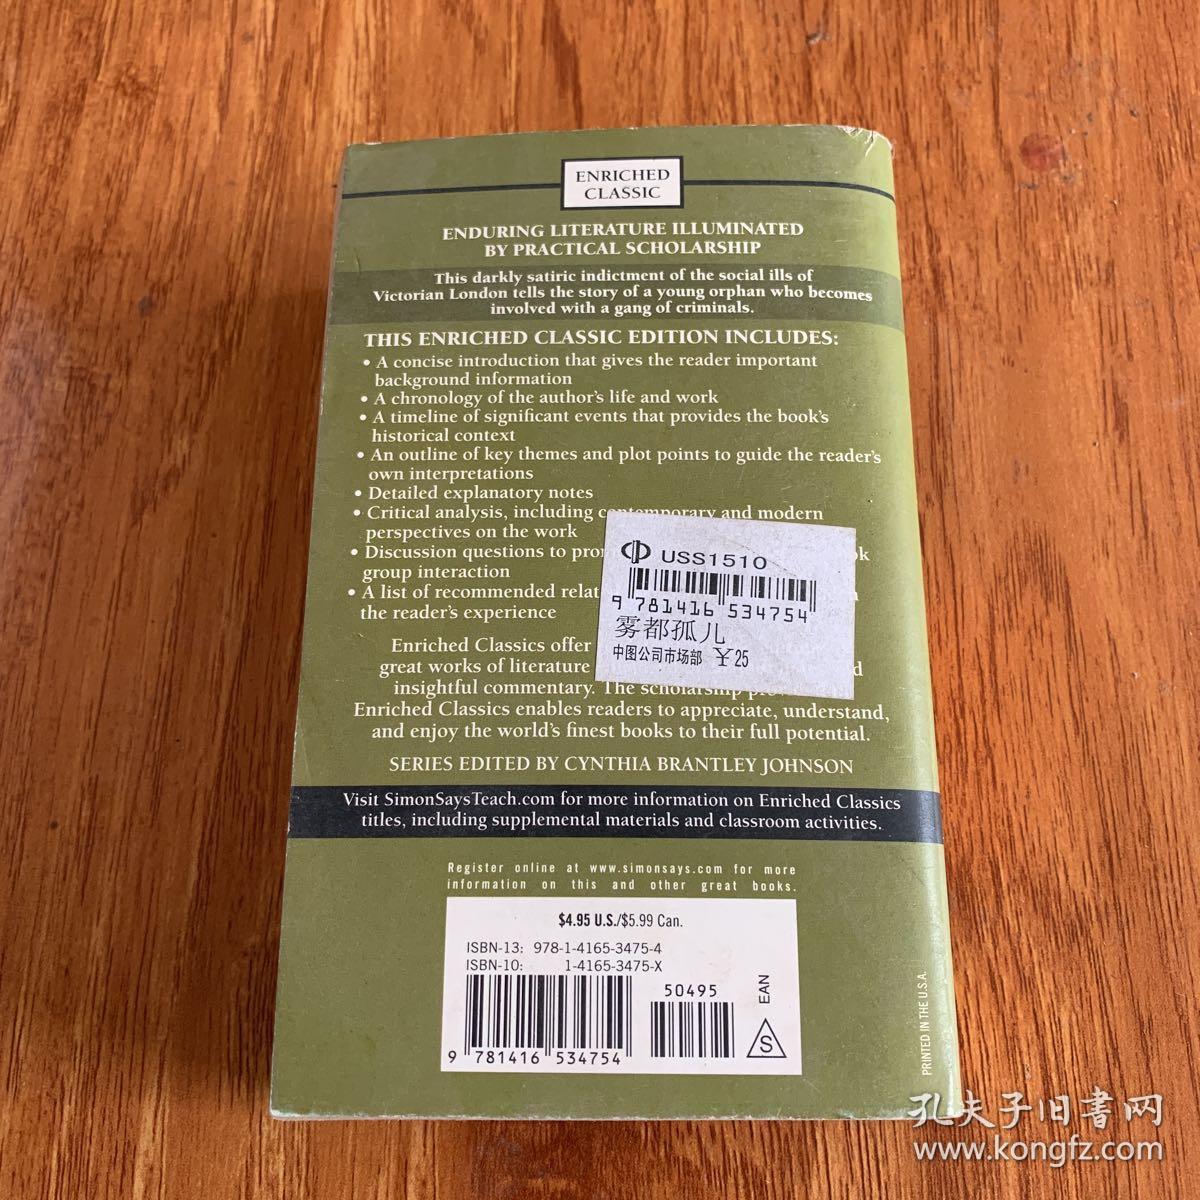 ENRICHED
CLASSIC
ENDURING LITERATURE ILLUMINATED
BY PRACTICAL SCHOLARSHIP
This darkly satiric indictment of the social ills of
Victorian London tells the story of a young orphan who becomes
involved with a gang of criminals.
THIS ENRICHED CLASSIC EDITION INCLUDES:
• A concise introduction that gives the reader important
background information
• A chronology of the author's life and work
• A timeline of significant events that provides the book's
historical context
• An outline of key themes and plot points to guide the reader's
own interpretations
• Detailed explanatory notes
• Critical analysis, including contemporary and modern
perspectives on the work
• Discussion questions to
group interaction
• A list of recommended
the reader's experience
USS1510
9 781416 534754
雾都孤儿
中图公司市场部 ￥25
Enriched Classics offer
great works of literature
insightful commentary. The scholarship
Enriched Classics enables readers to appreciate, understand,
and enjoy the world's finest books to their full potential.
SERIES EDITED BY CYNTHIA BRANTLEY JOHNSON
Visit SimonSaysTeach.com for more information on Enriched Classics
titles, including supplemental materials and classroom activities.
Register online at www.simonsays.com for more
information on this and other great books.
$4.95 U.S./$5.99 Can.
ISBN-13: 978-1-4165-3475-4
ISBN-10: 1-4165-3475-X
50495
EAN
S
9 781416 534754
PRINTED IN THE U.S.A.
孔夫子旧书网
www.kongfz.com